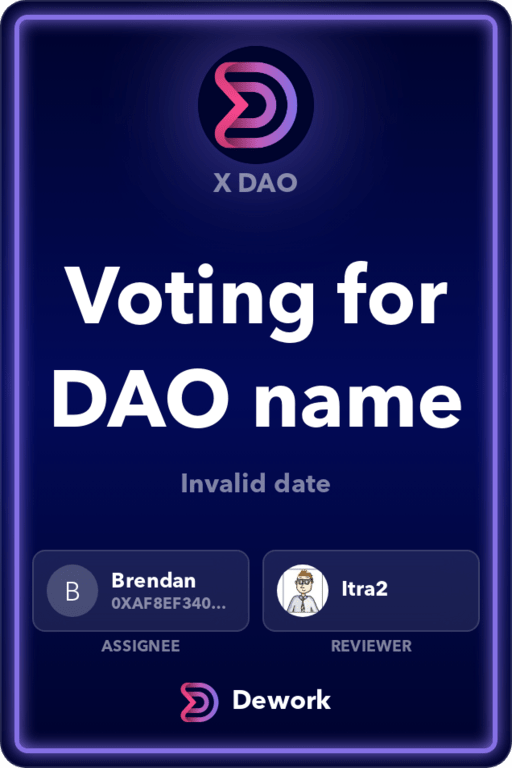 X DAO
Voting for
DAO name
Invalid date
B
Brendan
0XAF8EF340...
ASSIGNEE
Itra2
REVIEWER
Dework